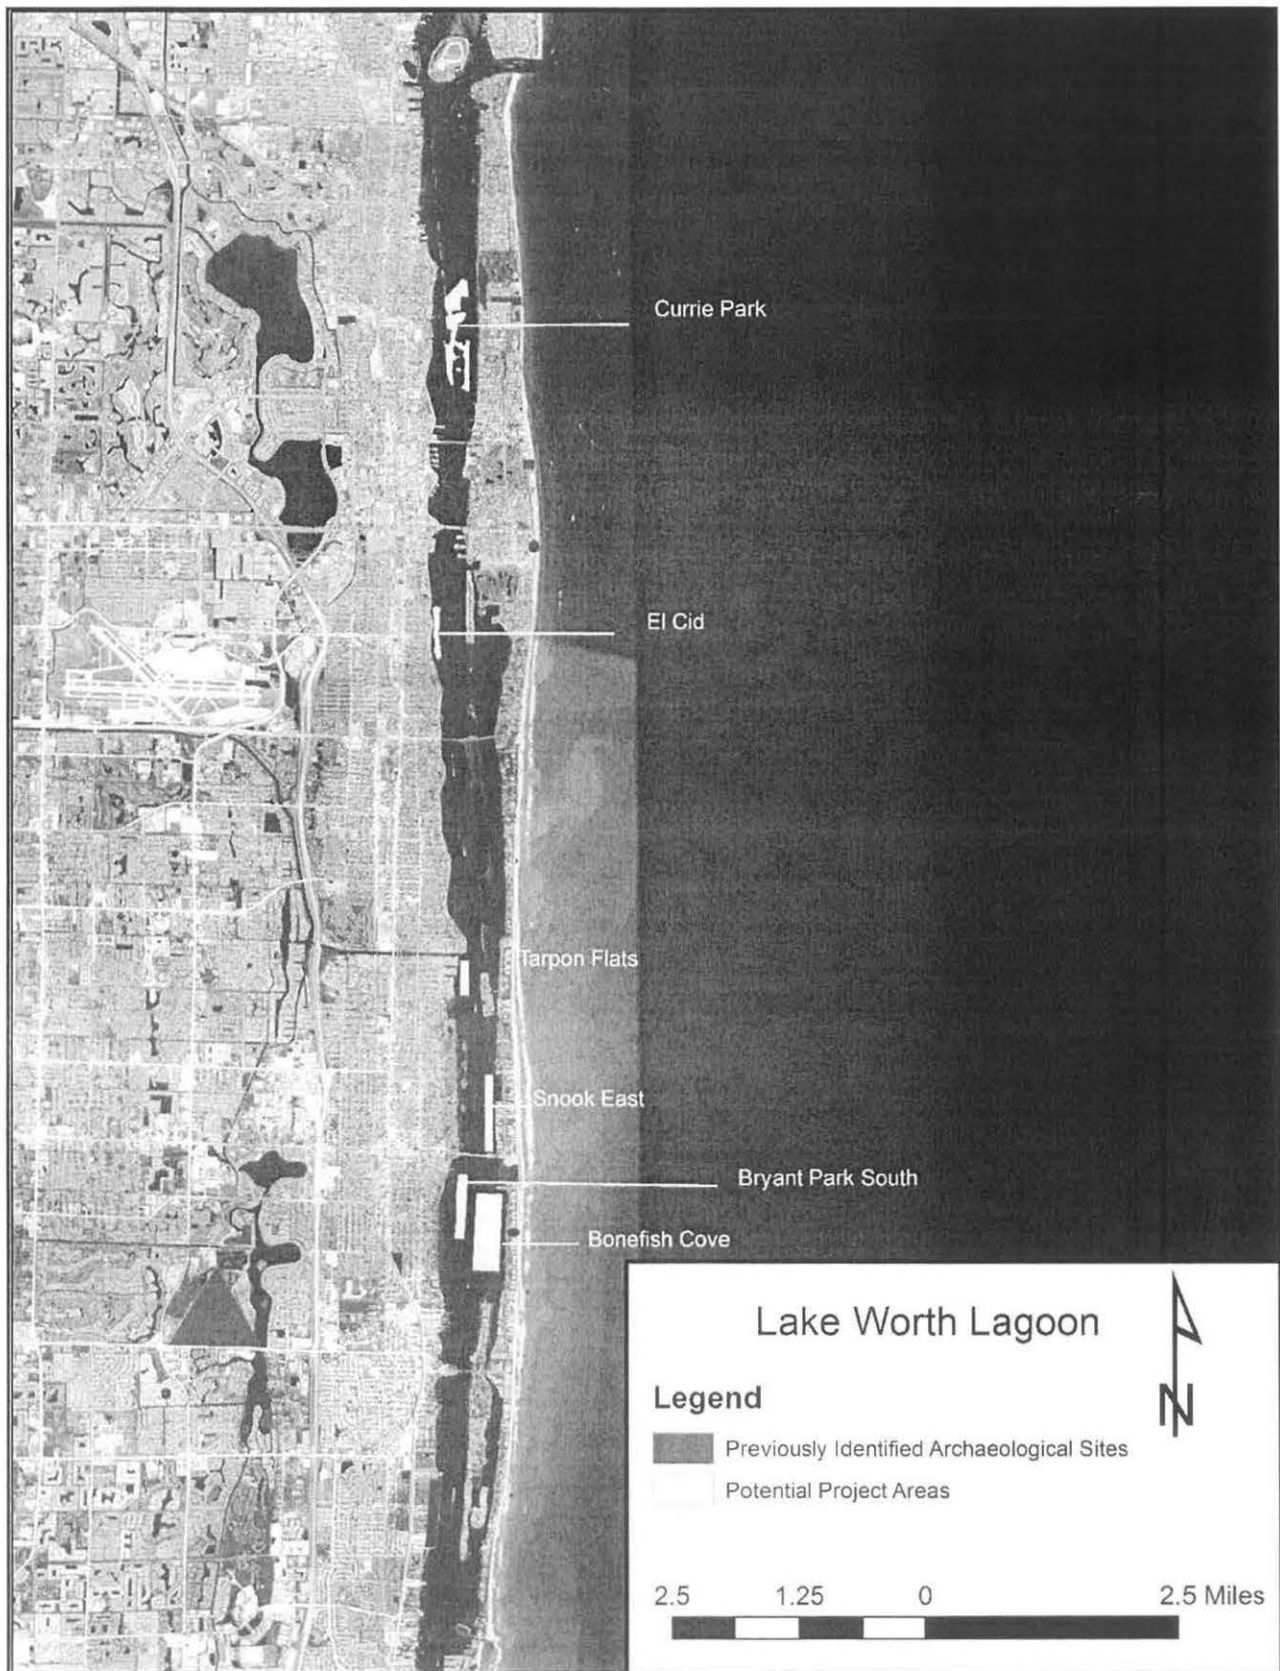 Currie Park
El Cid
Tarpon Flats
Snook East
Bryant Park South
Bonefish Cove
Lake Worth Lagoon
N
Legend
Previously Identified Archaeological Sites
Potential Project Areas
2.5 1.25 0 2.5 Miles